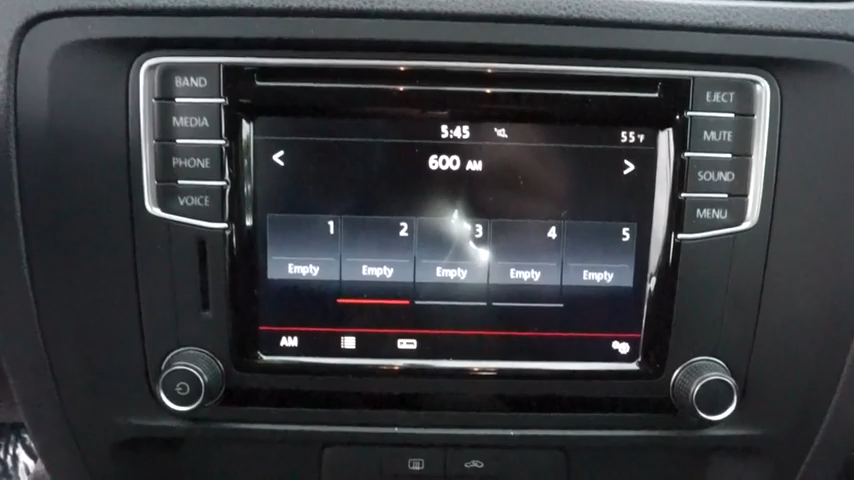 BAND
MEDIA
PHONE
VOICE
EJECT
MUTE
SOUND
MENU
5:45
55°F
< 600 AM >
1 2 3 4 5
Empty Empty Empty Empty Empty
AM